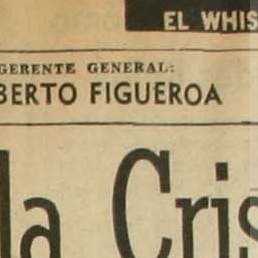 EL WHIS
GERENTE GENERAL:
BERTO FIGUEROA
la Cris